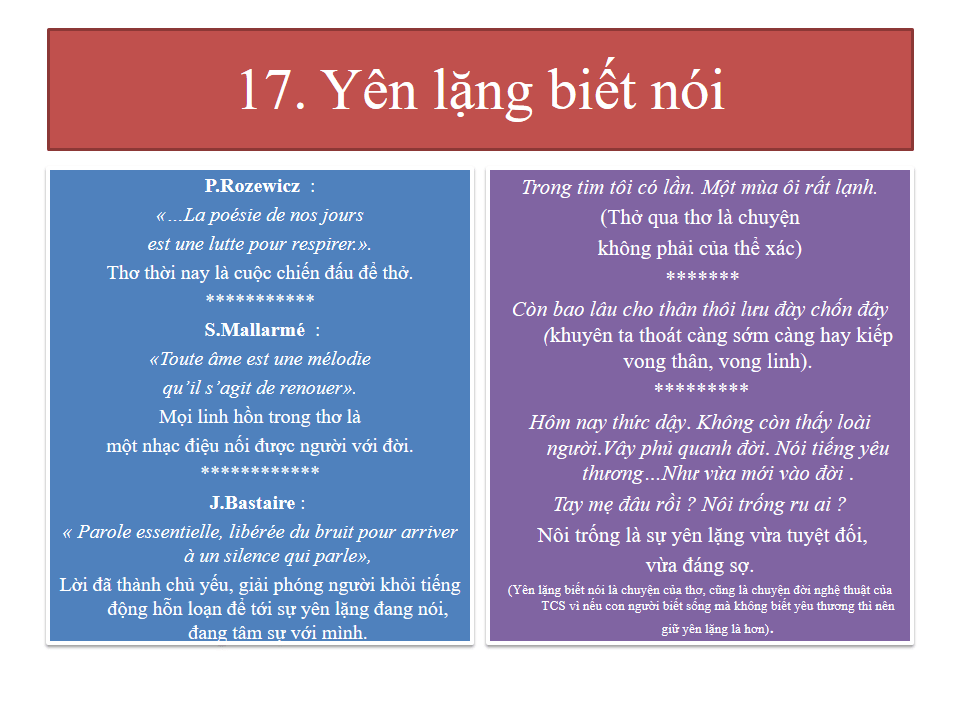 17. Yên lặng biết nói
P.Rozewicz :
«…La poésie de nos jours
est une lutte pour respirer.».
Thơ thời nay là cuộc chiến đấu để thở.
***********
S.Mallarmé :
«Toute âme est une mélodie
qu’il s’agit de renouer».
Mọi linh hồn trong thơ là
một nhạc điệu nối được người với đời.
************
J.Bastaire :
« Parole essentielle, libérée du bruit pour arriver
à un silence qui parle»,
Lời đã thành chủ yếu, giải phóng người khỏi tiếng
động hỗn loạn để tới sự yên lặng đang nói,
đang tâm sự với mình.
Trong tim tôi có lần. Một mùa ôi rất lạnh.
(Thở qua thơ là chuyện
không phải của thể xác)
*******
Còn bao lâu cho thân thôi lưu đày chốn đây
(khuyên ta thoát càng sớm càng hay kiếp
vong thân, vong linh).
*********
Hôm nay thức dậy. Không còn thấy loài
người.Vây phủ quanh đời. Nói tiếng yêu
thương…Như vừa mới vào đời .
Tay mẹ đâu rồi ? Nôi trống ru ai ?
Nôi trống là sự yên lặng vừa tuyệt đối,
vừa đáng sợ.
(Yên lặng biết nói là chuyện của thơ, cũng là chuyện đời nghệ thuật của
TCS vì nếu con người biết sống mà không biết yêu thương thì nên
giữ yên lặng là hơn).